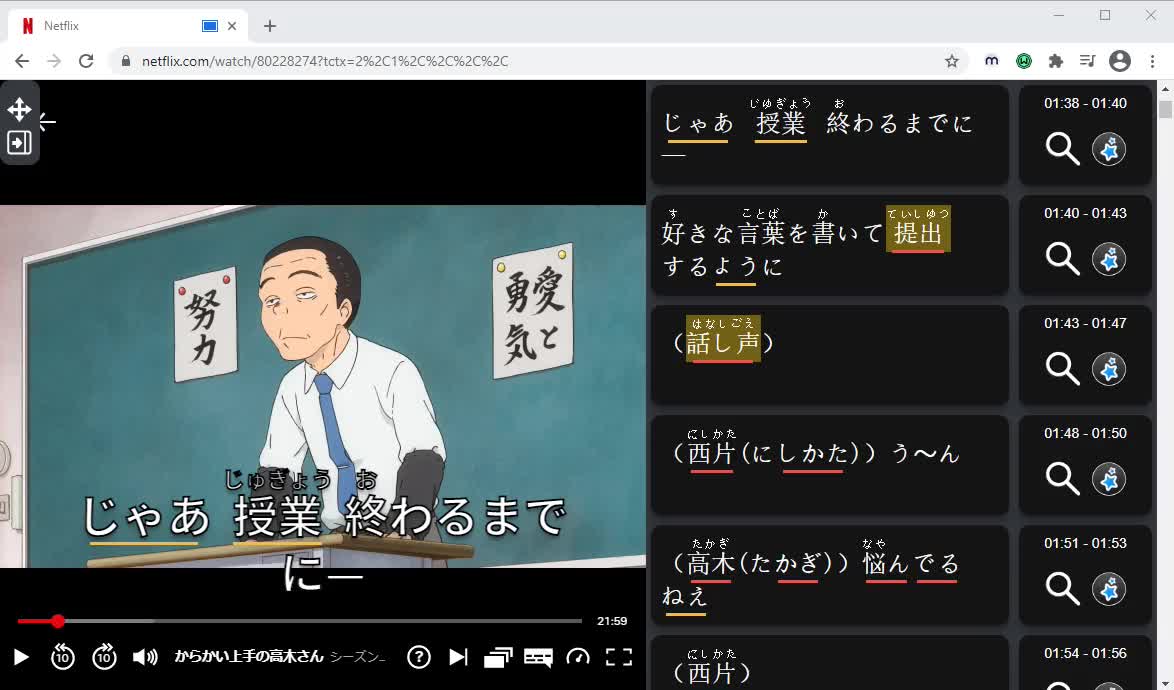 Netflix
netflix.com/watch/80228274?tctx=2%2C1%2C%2C%2C%2C
努力
勇気と
愛
じゅぎょう お
じゃあ 授業 終わるまで
に―
21:59
10
10
からかい上手の高木さん シーズン...
?
じゅぎょう お
じゃあ 授業 終わるまでに
―
01:38 - 01:40
す ことば か ていしゅつ
好きな言葉を書いて提出
するように
01:40 - 01:43
はなしごえ
(話し声)
01:43 - 01:47
にしかた
(西片(にしかた)) う〜ん
01:48 - 01:50
たかぎ なや
(高木(たかぎ)) 悩んでる
ねえ
01:51 - 01:53
にしかた
(西片)
01:54 - 01:56